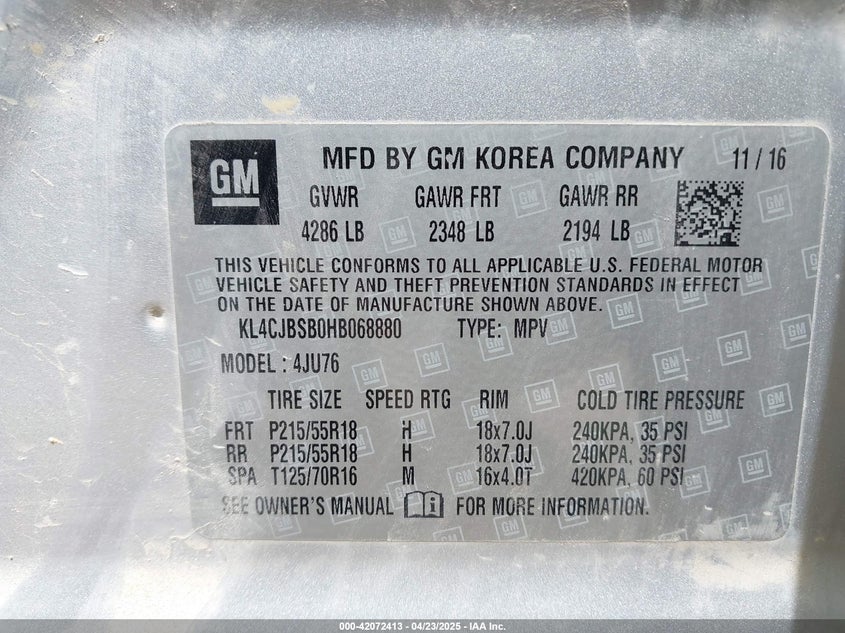 GM MFD BY GM KOREA COMPANY 11/16
GVWR GAWR FRT GAWR RR
4286 LB 2348 LB 2194 LB
THIS VEHICLE CONFORMS TO ALL APPLICABLE U.S. FEDERAL MOTOR
VEHICLE SAFETY AND THEFT PREVENTION STANDARDS IN EFFECT
ON THE DATE OF MANUFACTURE SHOWN ABOVE.
KL4CJBSB0HB068880 TYPE: MPV
MODEL : 4JU76
TIRE SIZE SPEED RTG RIM COLD TIRE PRESSURE
FRT P215/55R18 H 18x7.0J 240KPA, 35 PSI
RR P215/55R18 H 18x7.0J 240KPA, 35 PSI
SPA T125/70R16 M 16x4.0T 420KPA, 60 PSI
SEE OWNER'S MANUAL FOR MORE INFORMATION.
000-42072413 - 04/23/2025 - IAA Inc.